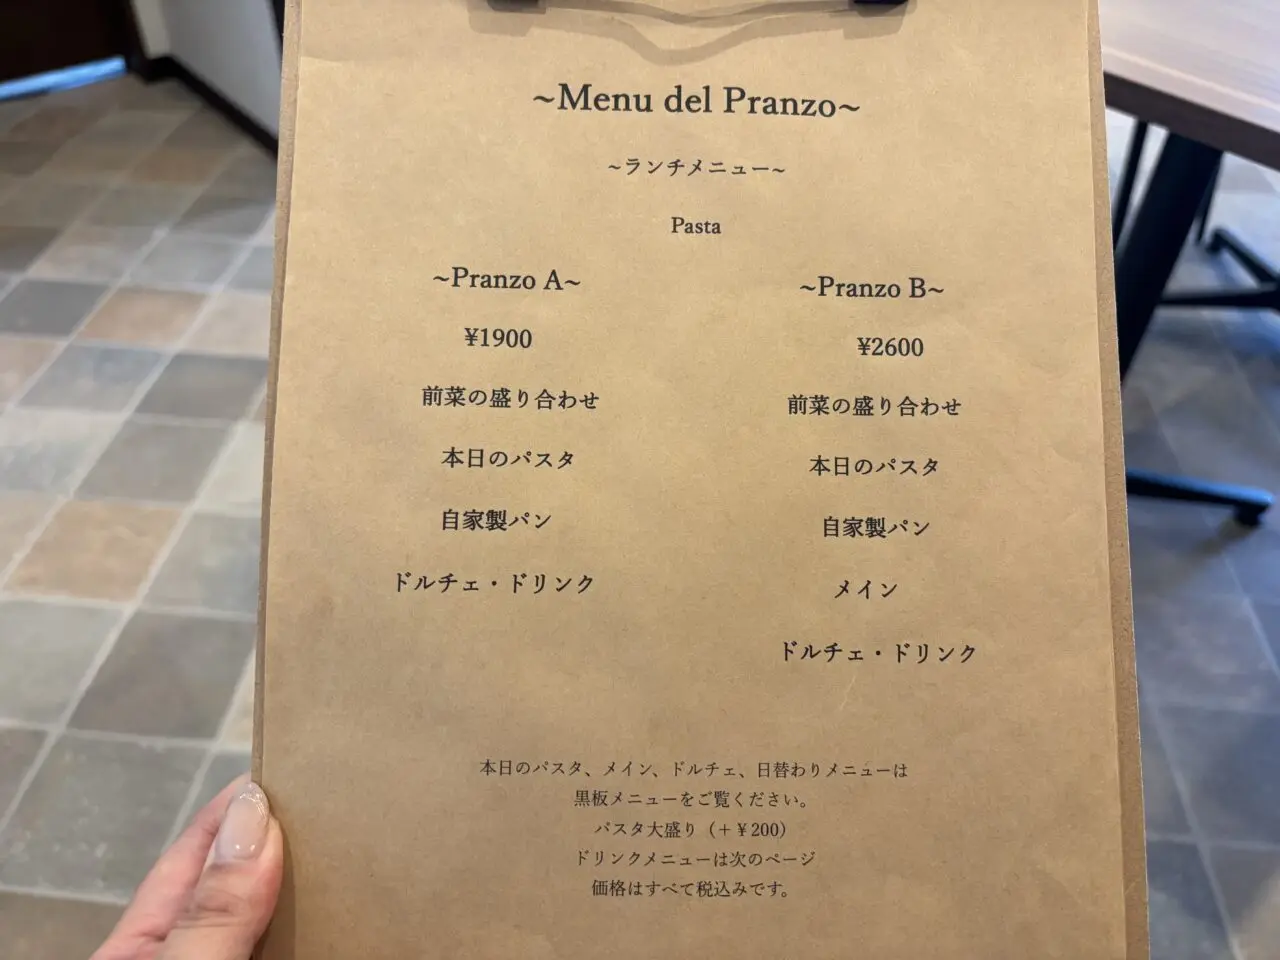 ~Menu del Pranzo~
~ランチメニュー~
Pasta
~Pranzo A~
¥1900
前菜の盛り合わせ
本日のパスタ
自家製パン
ドルチェ・ドリンク
~Pranzo B~
¥2600
前菜の盛り合わせ
本日のパスタ
自家製パン
メイン
ドルチェ・ドリンク
本日のパスタ、メイン、ドルチェ、日替わりメニューは
黒板メニューをご覧ください。
パスタ大盛り（＋¥200）
ドリンクメニューは次のページ
価格はすべて税込みです。